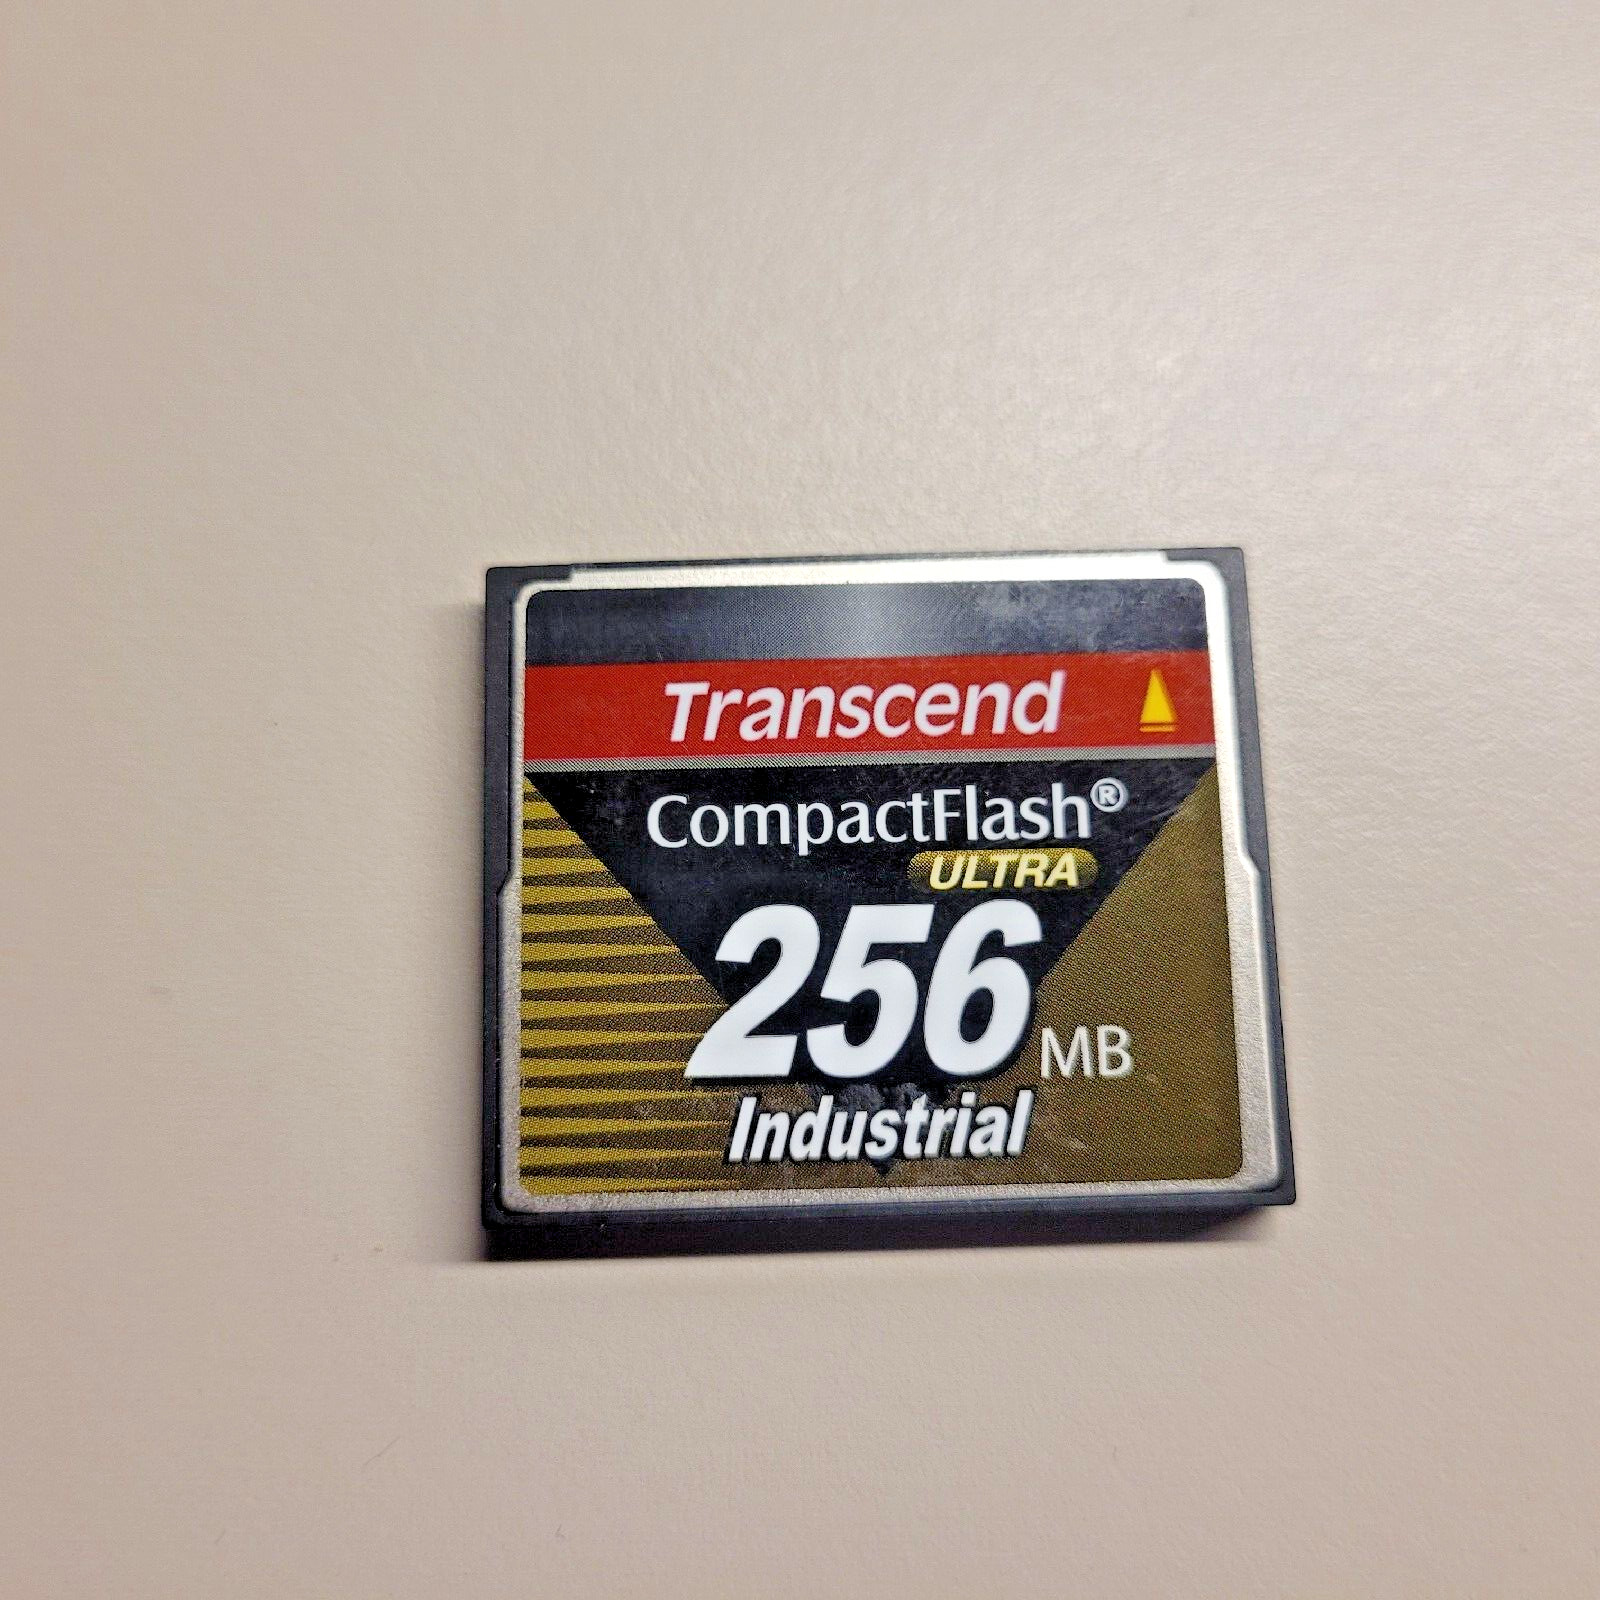 Transcend
CompactFlash®
ULTRA
256 MB
Industrial